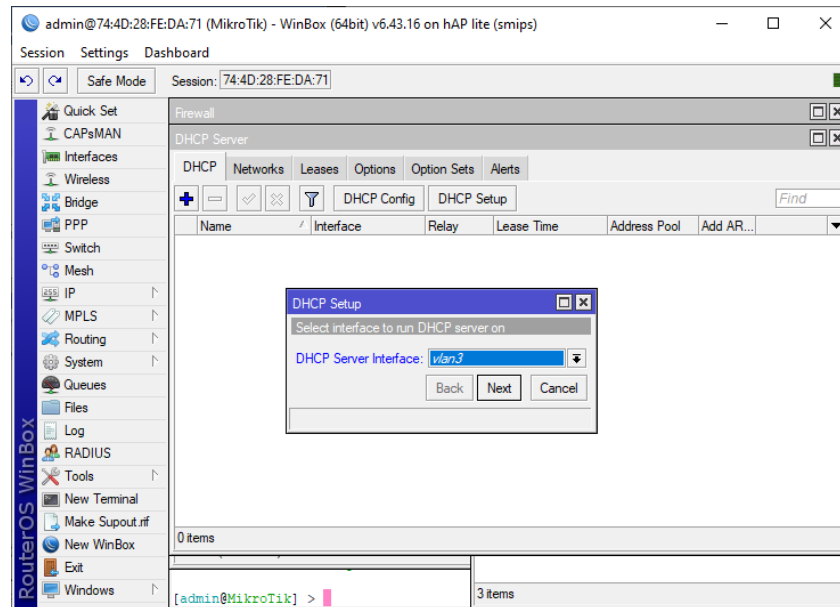 admin@74:4D:28:FE:DA:71 (MikroTik) - WinBox (64bit) v6.43.16 on hAP lite (smips)
Session Settings Dashboard
Safe Mode Session: 74:4D:28:FE:DA:71
Quick Set
CAPsMAN
Interfaces
Wireless
Bridge
PPP
Switch
Mesh
IP
MPLS
Routing
System
Queues
Files
Log
RADIUS
Tools
New Terminal
Make Supout.rif
New WinBox
Exit
Windows
RouterOS WinBox
Firewall
DHCP Server
DHCP Networks Leases Options Option Sets Alerts
DHCP Config DHCP Setup Find
Name / Interface Relay Lease Time Address Pool Add AR...
DHCP Setup
Select interface to run DHCP server on
DHCP Server Interface: vlan3
Back Next Cancel
0 items
[admin@MikroTik] >
3 items